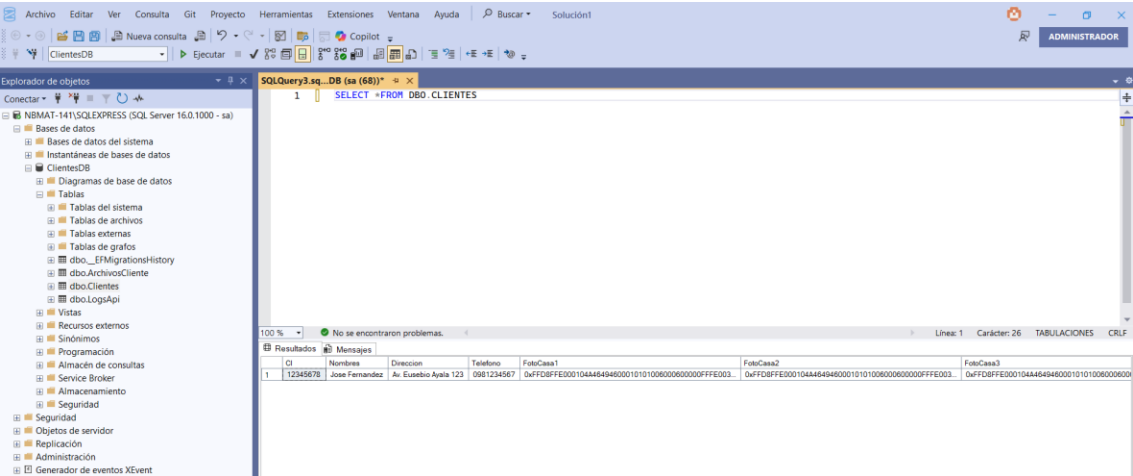 Archivo Editar Ver Consulta Git Proyecto Herramientas Extensiones Ventana Ayuda Buscar Solución1
Nueva consulta Copilot ADMINISTRADOR
ClientesDB Ejecutar
Explorador de objetos
Conectar
NBMAT-141\SQLEXPRESS (SQL Server 16.0.1000 - sa)
Bases de datos
Bases de datos del sistema
Instantáneas de bases de datos
ClientesDB
Diagramas de base de datos
Tablas
Tablas del sistema
Tablas de archivos
Tablas externas
Tablas de grafos
dbo.__EFMigrationsHistory
dbo.ArchivosCliente
dbo.Clientes
dbo.LogsApi
Vistas
Recursos externos
Sinónimos
Programación
Almacén de consultas
Service Broker
Almacenamiento
Seguridad
Seguridad
Objetos de servidor
Replicación
Administración
Generador de eventos XEvent
SQLQuery3.sq...DB (sa (68))*
1 SELECT *FROM DBO.CLIENTES
100 % No se encontraron problemas. Línea: 1 Carácter: 26 TABULACIONES CRLF
Resultados Mensajes
CI Nombres Direccion Telefono FotoCasa1 FotoCasa2 FotoCasa3
1 12345678 Jose Fernandez Av. Eusebio Ayala 123 0981234567